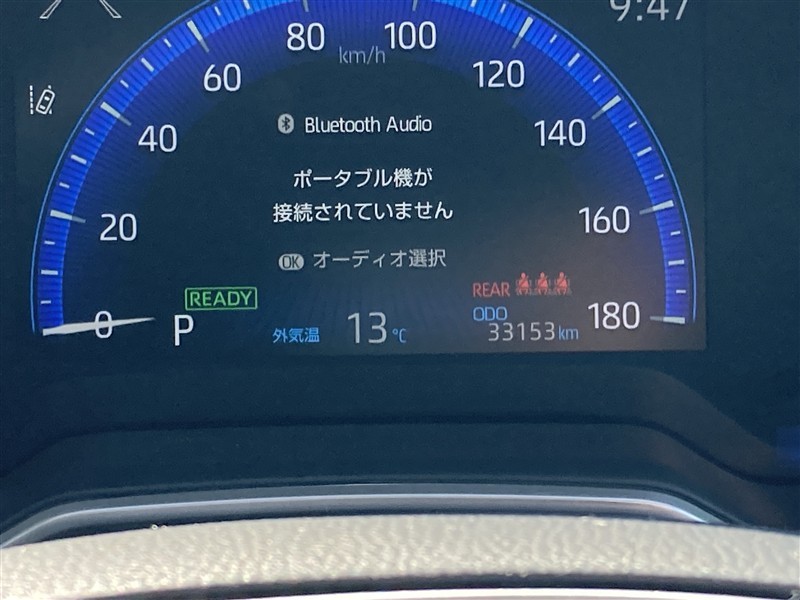 9:47
80
100
km/h
60
120
Bluetooth Audio
40
140
ポータブル機が
接続されていません
20
160
OK オーディオ選択
REAR
READY
ODO
0
P
外気温 13℃
33153km
180